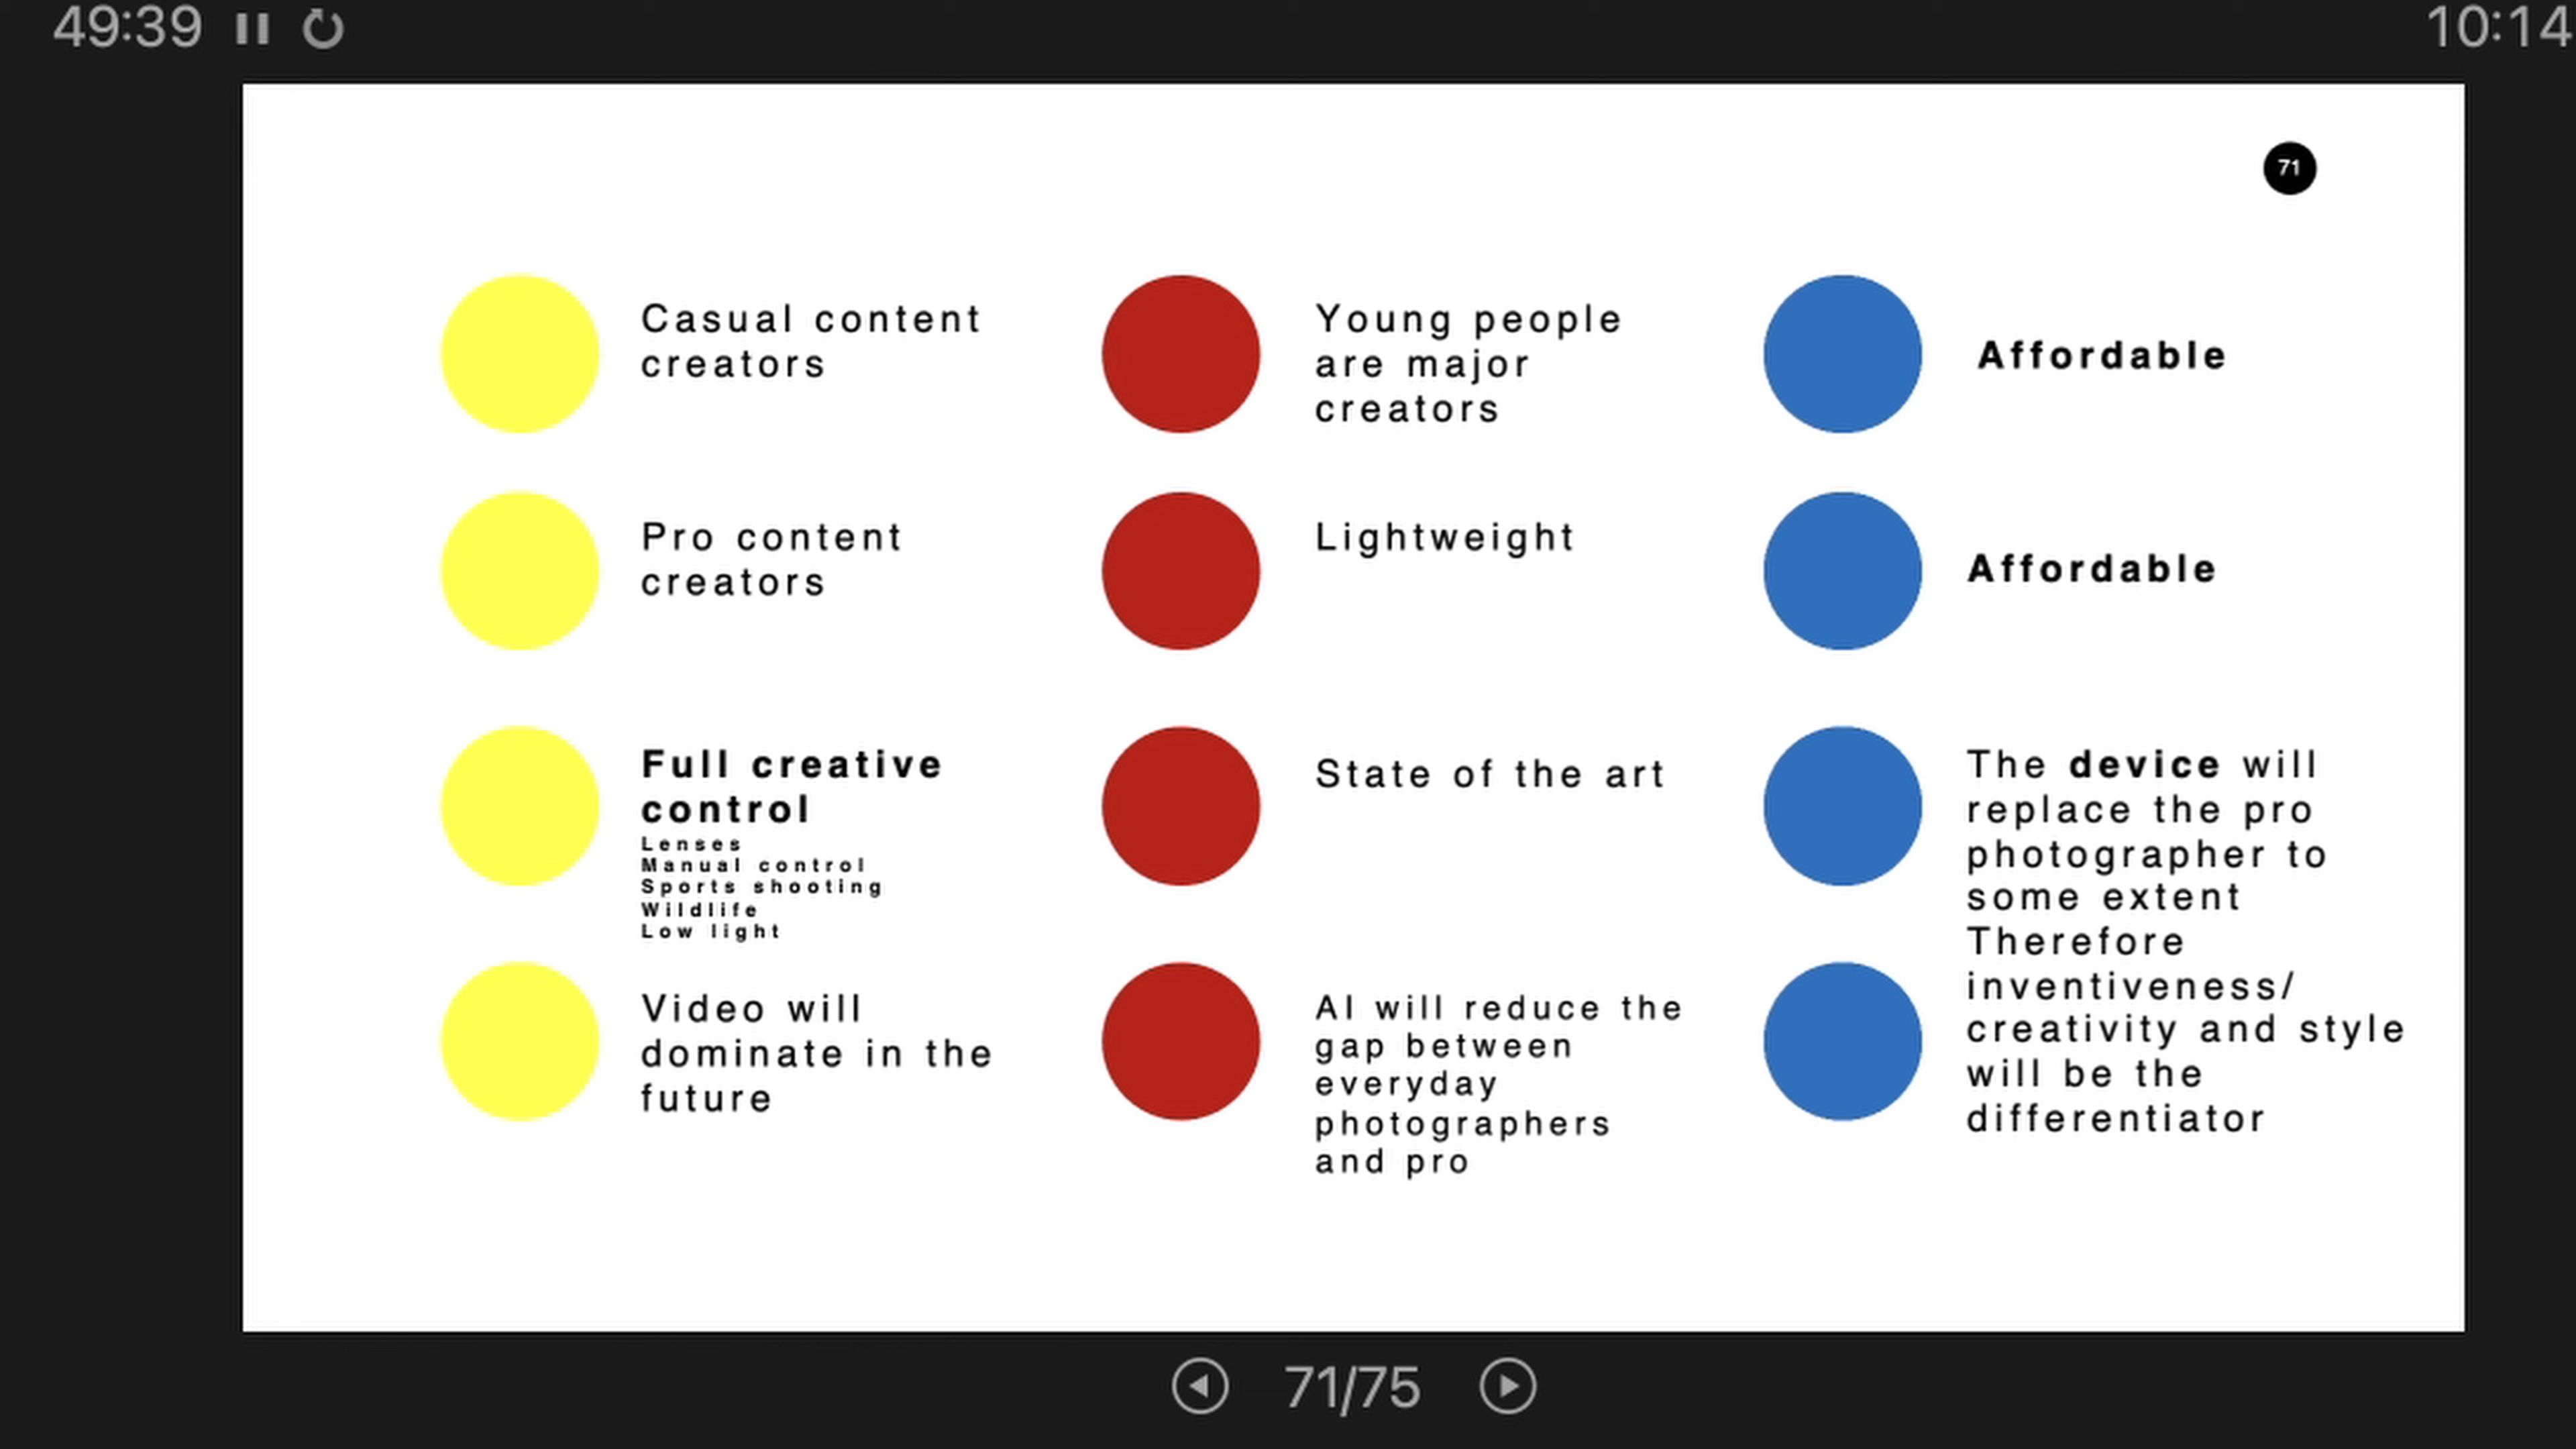 49:39
10:14
71
Casual content
creators
Young people
are major
creators
Affordable
Pro content
creators
Lightweight
Affordable
Full creative
control
Lenses
Manual control
Sports shooting
Wildlife
Low light
State of the art
The device will
replace the pro
photographer to
some extent
Therefore
inventiveness/
creativity and style
will be the
differentiator
Video will
dominate in the
future
AI will reduce the
gap between
everyday
photographers
and pro
71/75